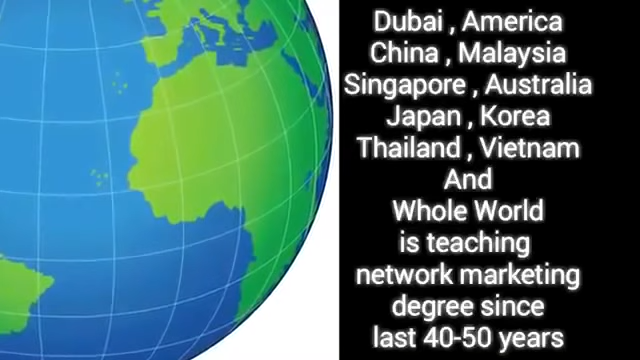 Dubai , America
China , Malaysia
Singapore , Australia
Japan , Korea
Thailand , Vietnam
And
Whole World
is teaching
network marketing
degree since
last 40-50 years